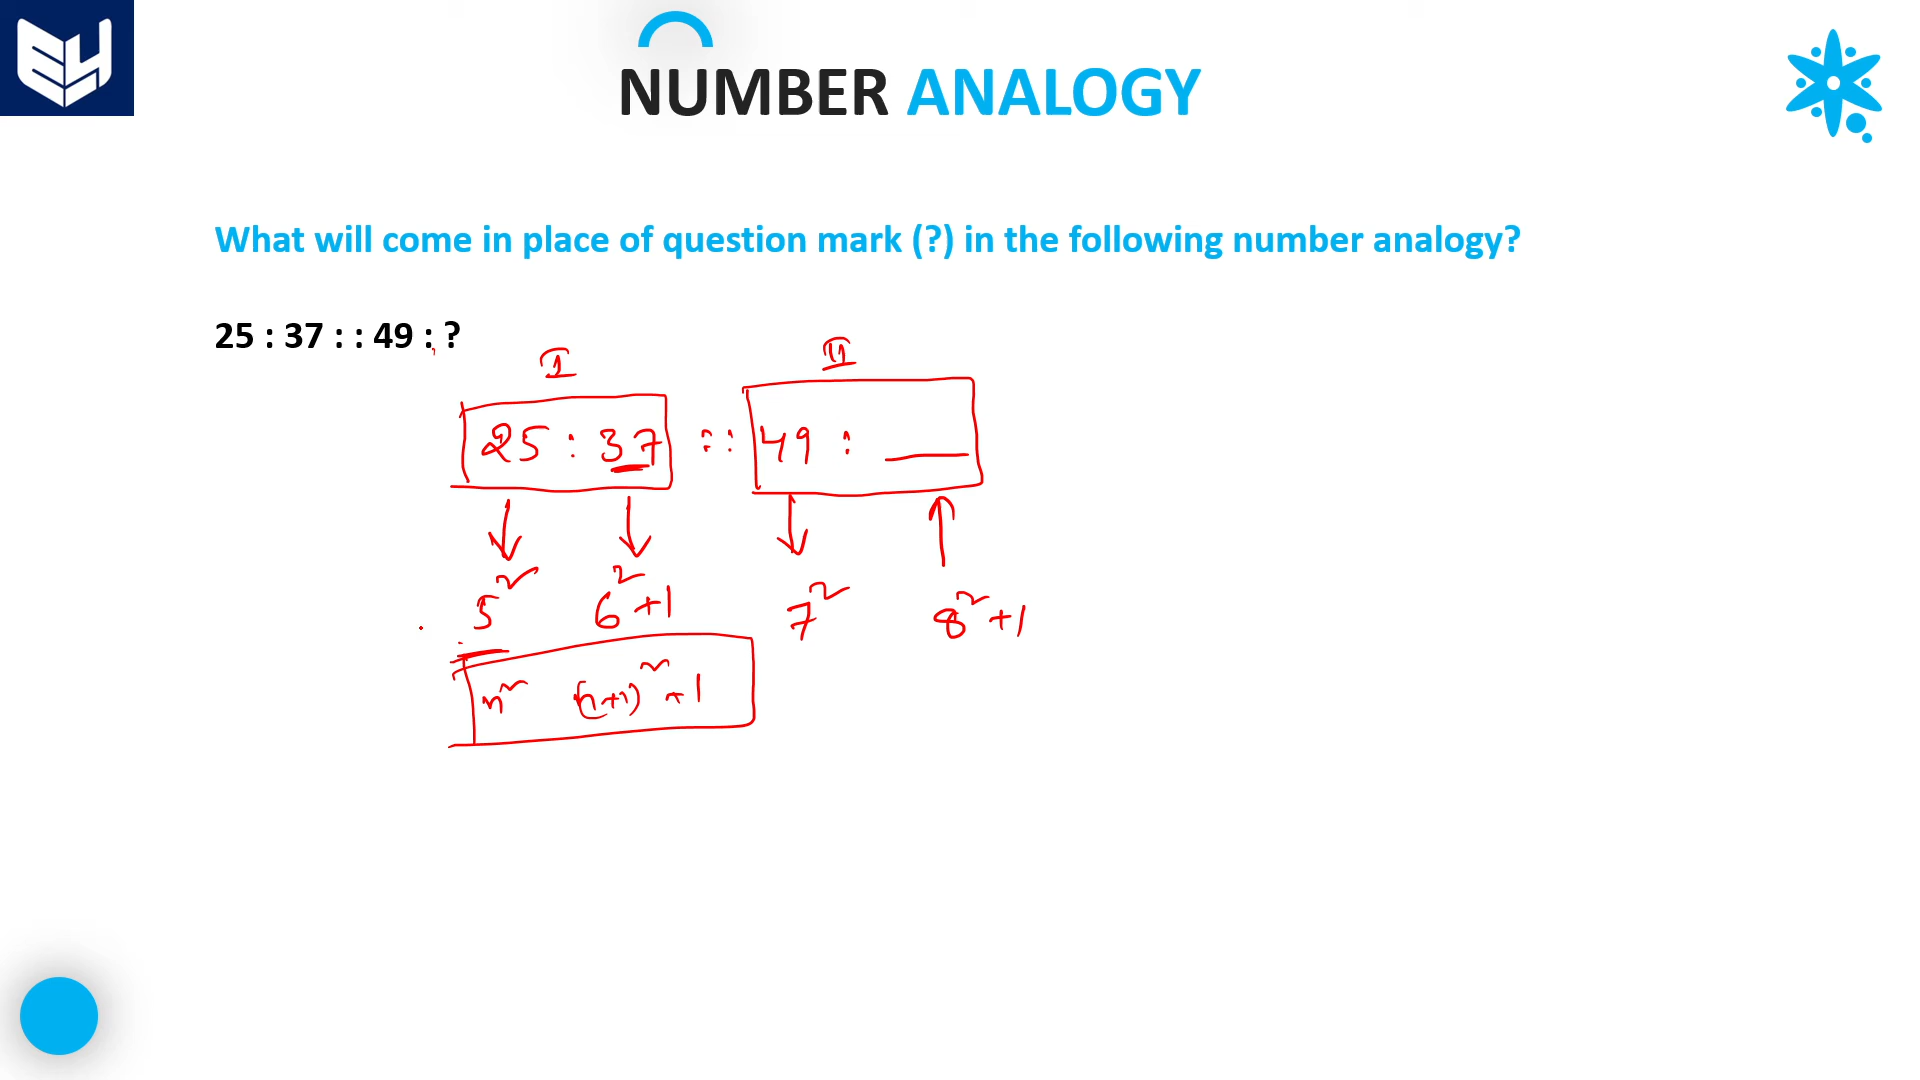 NUMBER ANALOGY
What will come in place of question mark (?) in the following number analogy?
25 : 37 : : 49 : ?
I II
25 : 37 :: 49 : ___
5² 6²+1 7² 8²+1
n² (n+1)²+1